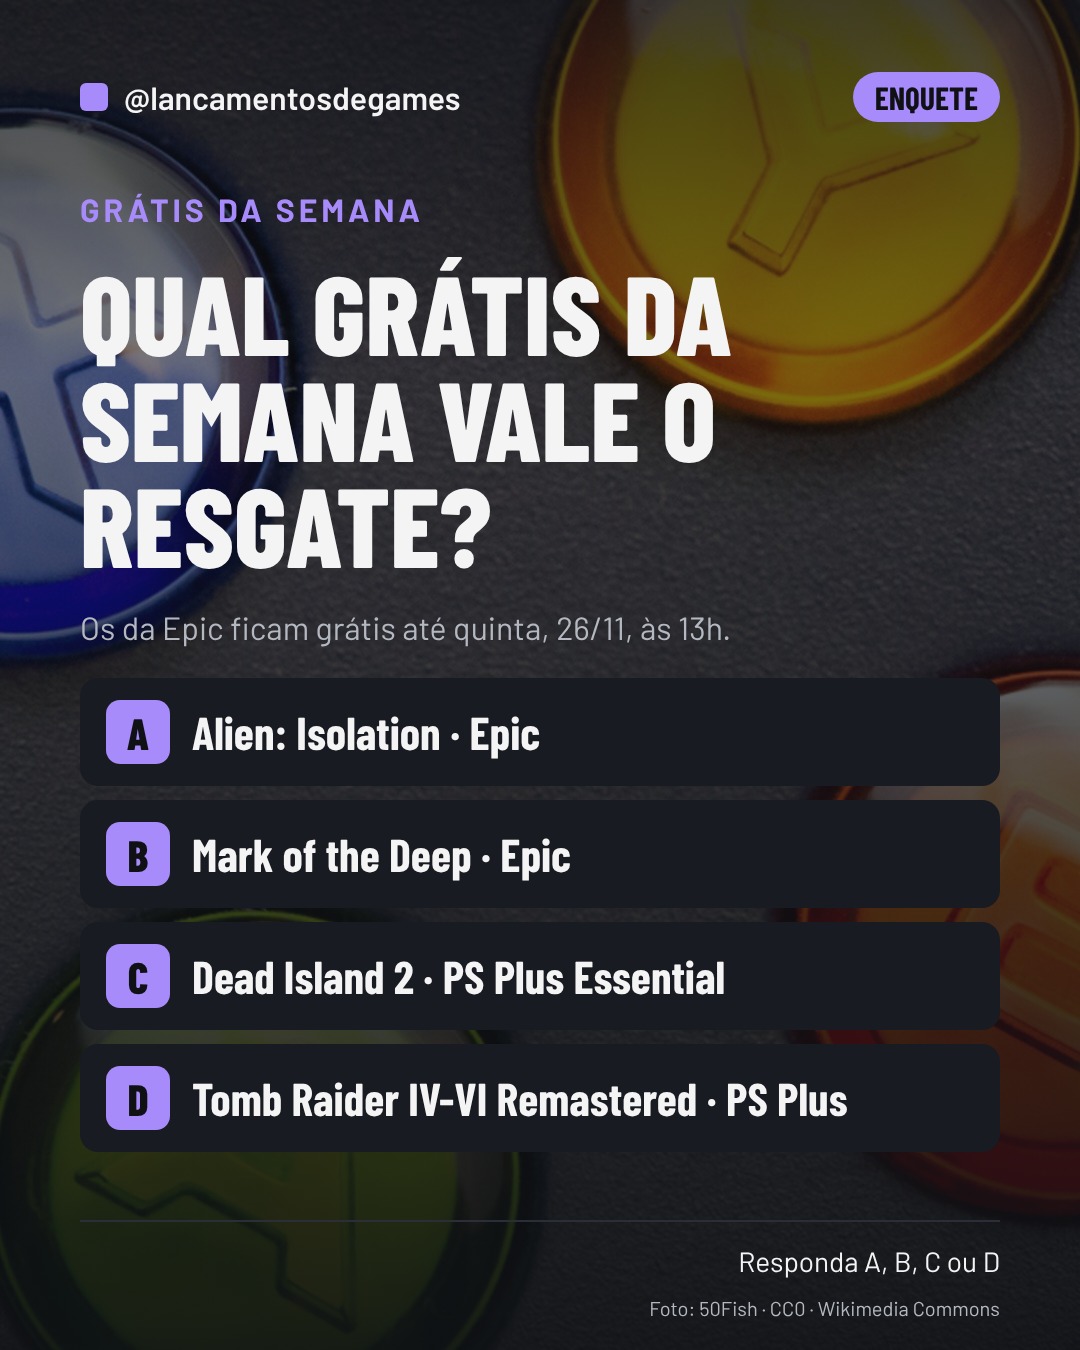 @lancamentosdegames
ENQUETE
GRÁTIS DA SEMANA
QUAL GRÁTIS DA
SEMANA VALE O
RESGATE?
Os da Epic ficam grátis até quinta, 26/11, às 13h.
A Alien: Isolation · Epic
B Mark of the Deep · Epic
C Dead Island 2 · PS Plus Essential
D Tomb Raider IV-VI Remastered · PS Plus
Responda A, B, C ou D
Foto: 50Fish · CC0 · Wikimedia Commons